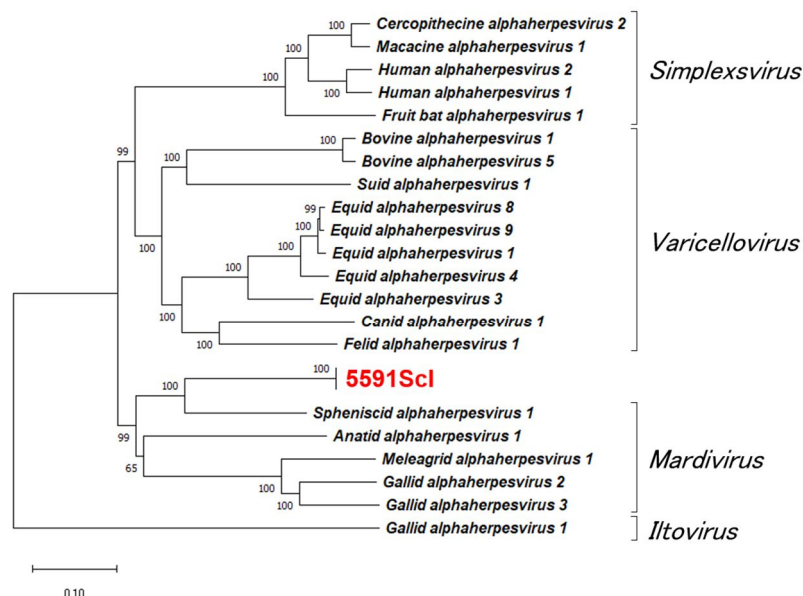 Cercopithecine alphaherpesvirus 2
100
Macacine alphaherpesvirus 1
100
Simplexsvirus
Human alphaherpesvirus 2
100
100
Human alphaherpesvirus 1
Fruit bat alphaherpesvirus 1
99
Bovine alphaherpesvirus 1
100
Bovine alphaherpesvirus 5
100
Suid alphaherpesvirus 1
Equid alphaherpesvirus 8
99
Equid alphaherpesvirus 9
100
Varicellovirus
100
Equid alphaherpesvirus 1
100
Equid alphaherpesvirus 4
100
Equid alphaherpesvirus 3
100
Canid alphaherpesvirus 1
100
Felid alphaherpesvirus 1
100
5591Scl
100
Spheniscid alphaherpesvirus 1
99
Anatid alphaherpesvirus 1
65
Meleagrid alphaherpesvirus 1
Mardivirus
100
Gallid alphaherpesvirus 2
100
Gallid alphaherpesvirus 3
Gallid alphaherpesvirus 1
Iltovirus
0.10